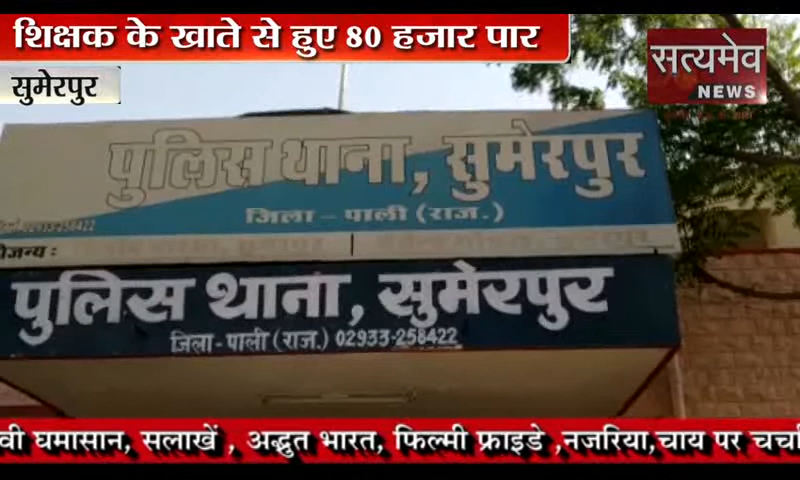 शिक्षक के खाते से हुए 80 हजार पार
सत्यमेव
NEWS
सुमेरपुर
पुलिस थाना, सुमेरपुर
जिला - पाली (राज.)
पुलिस थाना, सुमेरपुर
जिला-पाली (राज.) 02933-258422
वी घमासान, सलाखें , अद्भुत भारत, फिल्मी फ्राइडे ,नजरिया,चाय पर चर्चा